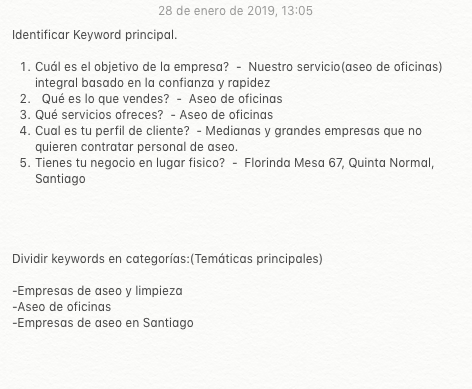 28 de enero de 2019, 13:05
Identificar Keyword principal.
1. Cuál es el objetivo de la empresa? - Nuestro servicio(aseo de oficinas)
integral basado en la confianza y rapidez
2. Qué es lo que vendes? - Aseo de oficinas
3. Qué servicios ofreces? - Aseo de oficinas
4. Cual es tu perfil de cliente? - Medianas y grandes empresas que no
quieren contratar personal de aseo.
5. Tienes tu negocio en lugar fisico? - Florinda Mesa 67, Quinta Normal,
Santiago
Dividir keywords en categorías:(Temáticas principales)
-Empresas de aseo y limpieza
-Aseo de oficinas
-Empresas de aseo en Santiago